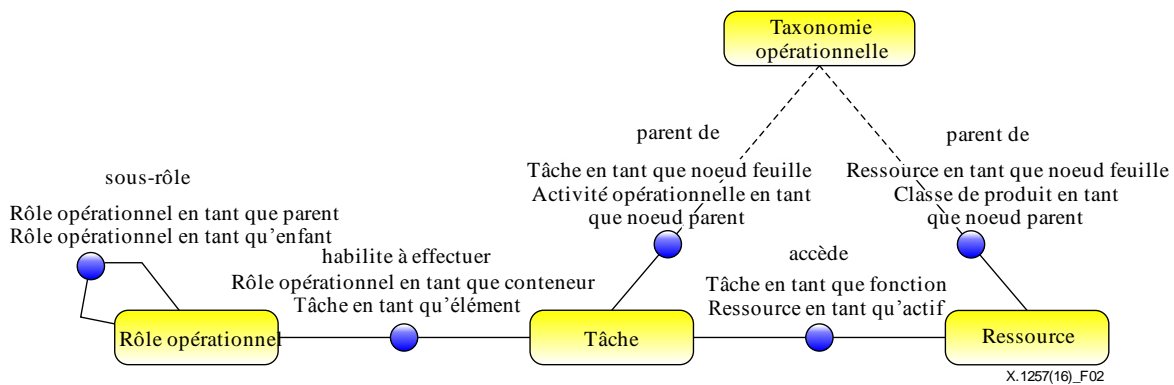 Taxonomie
opérationnelle
parent de
parent de
Tâche en tant que noeud feuille
Activité opérationnelle en tant
que noeud parent
Ressource en tant que noeud feuille
Classe de produit en tant
que noeud parent
sous-rôle
Rôle opérationnel en tant que parent
Rôle opérationnel en tant qu’enfant
habilite à effectuer
Rôle opérationnel en tant que conteneur
Tâche en tant qu’élément
accède
Tâche en tant que fonction
Ressource en tant qu’actif
Rôle opérationnel
Tâche
Ressource
X.1257(16)_F02